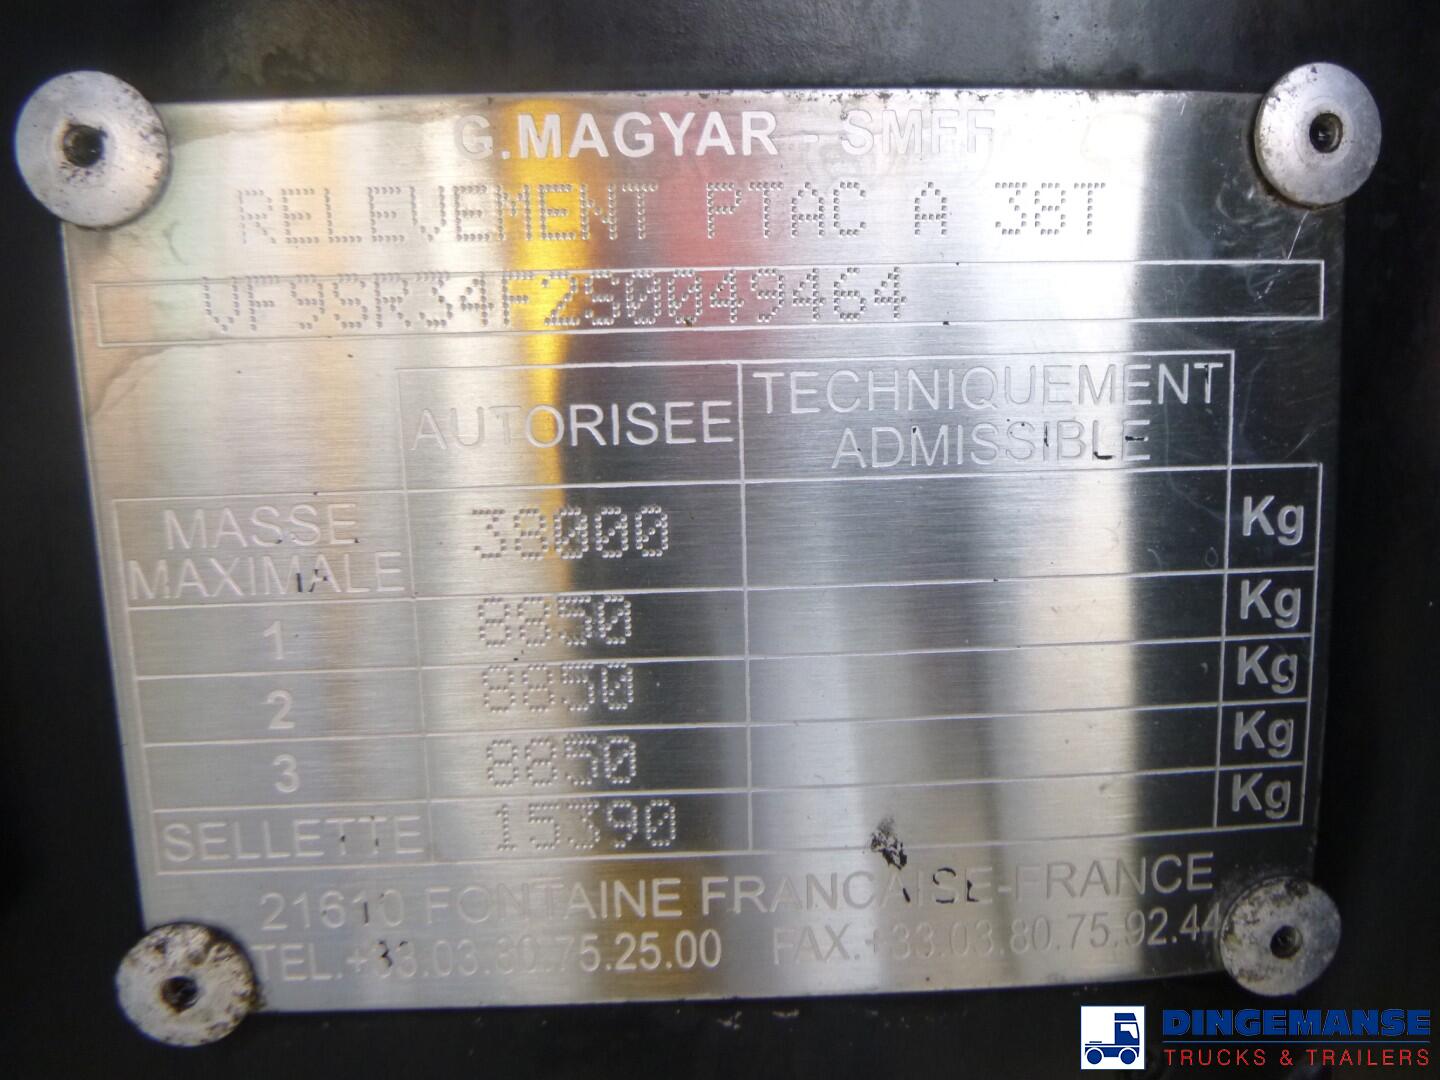 G.MAGYAR - SMFF
RELEVEMENT PTAC A 38T
VF9SR34FZS0049464
AUTORISEE
TECHNIQUEMENT
ADMISSIBLE
MASSE
MAXIMALE 38000 Kg
1 8850 Kg
2 8850 Kg
3 8850 Kg
SELLETTE 15390 Kg
21610 FONTAINE FRANCAISE-FRANCE
TEL.+33.03.80.75.25.00 FAX.+33.03.80.75.92.44
DINGEMANSE
TRUCKS & TRAILERS